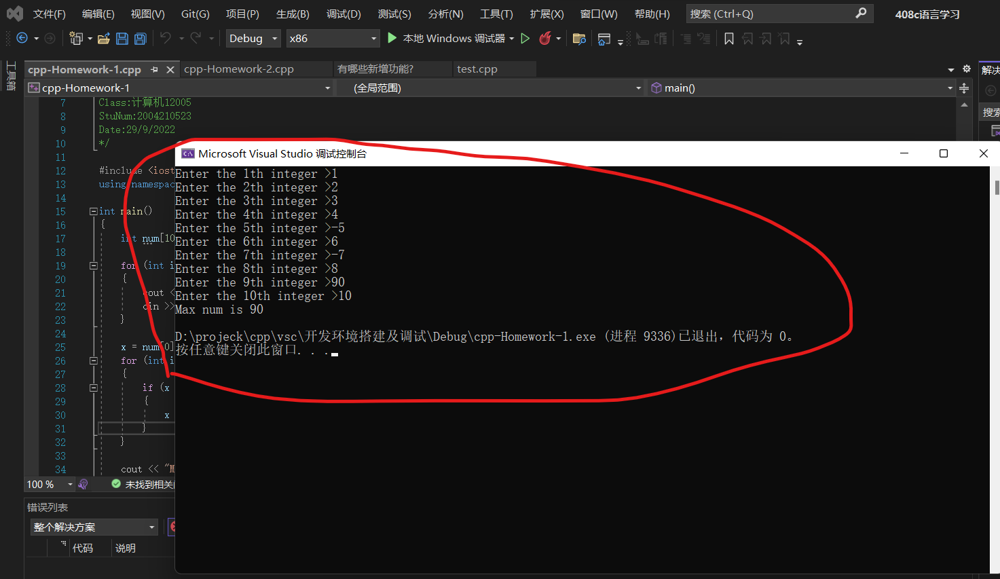 文件(F) 编辑(E) 视图(V) Git(G) 项目(P) 生成(B) 调试(D) 测试(S) 分析(N) 工具(T) 扩展(X) 窗口(W) 帮助(H) 搜索 (Ctrl+Q) 408c语言学习
Debug x86 本地 Windows 调试器
工具箱
cpp-Homework-1.cpp cpp-Homework-2.cpp 有哪些新增功能? test.cpp 解决
cpp-Homework-1 (全局范围) main()
搜索
7 Class:计算机12005
8 StuNum:2004210523
9 Date:29/9/2022
10 */
11
12 #include <iost
13 using namespac
14
15 int main()
16 {
17 int num[10
18
19 for (int i
20 {
21 cout <
22 cin >>
23 }
24
25 x = num[0]
26 for (int i
27 {
28 if (x
29 {
30 x
31 }
32 }
33
34 cout << "M
Microsoft Visual Studio 调试控制台
Enter the 1th integer >1
Enter the 2th integer >2
Enter the 3th integer >3
Enter the 4th integer >4
Enter the 5th integer >-5
Enter the 6th integer >6
Enter the 7th integer >-7
Enter the 8th integer >8
Enter the 9th integer >90
Enter the 10th integer >10
Max num is 90
D:\projeck\cpp\vsc\开发环境搭建及调试\Debug\cpp-Homework-1.exe (进程 9336)已退出，代码为 0。
按任意键关闭此窗口. . .
100 % 未找到相关
错误列表
整个解决方案
代码 说明